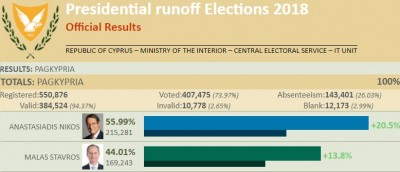 Presidential runoff Elections 2018
Official Results
REPUBLIC OF CYPRUS – MINISTRY OF THE INTERIOR – CENTRAL ELECTORAL SERVICE – IT UNIT
RESULTS: PAGKYPRIA
TOTALS: PAGKYPRIA 100%
Registered:550,876 Voted:407,475 (73.97%) Absenteeism:143,401 (26.03%)
Valid:384,524 (94.37%) Invalid:10,778 (2.65%) Blank:12,173 (2.99%)
ANASTASIADIS NIKOS 55.99% +20.5%
215,281
MALAS STAVROS 44.01% +13.8%
169,243